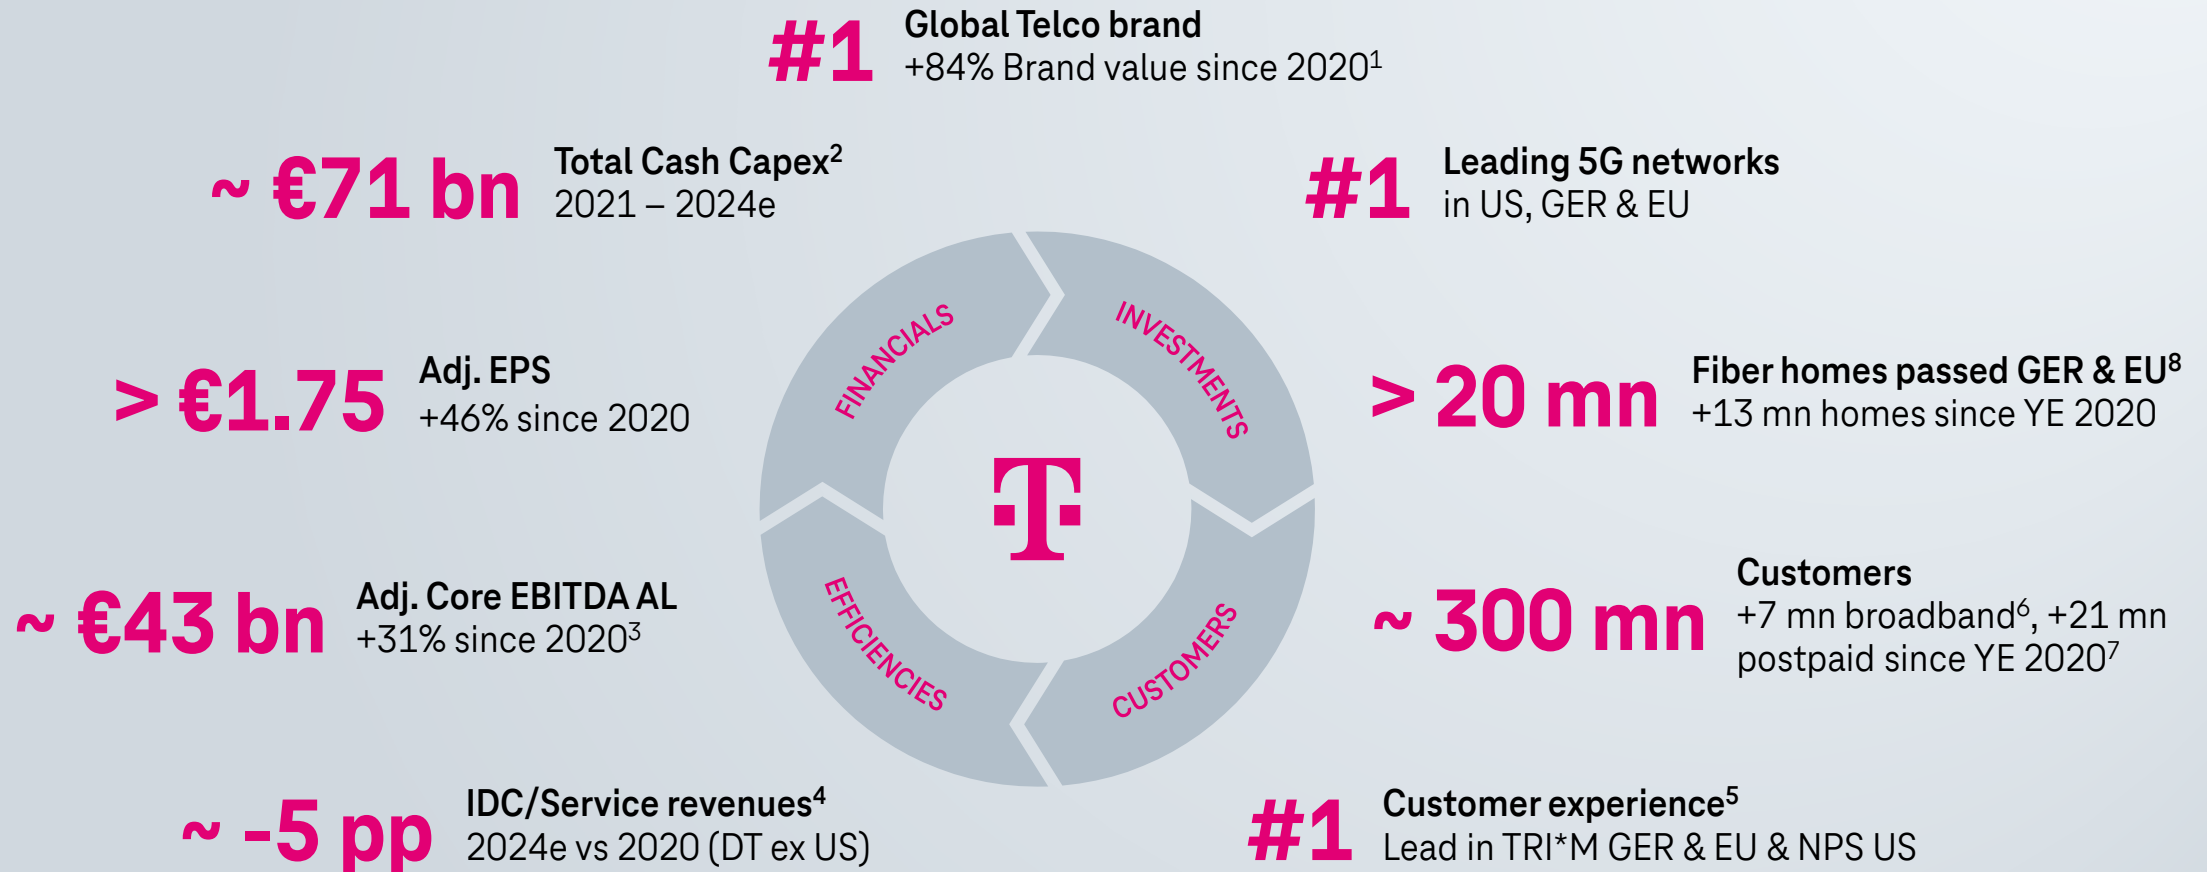 #1
Global Telco brand
+84% Brand value since 2020¹
~ €71 bn
Total Cash Capex²
2021 – 2024e
#1
Leading 5G networks
in US, GER & EU
> €1.75
Adj. EPS
+46% since 2020
FINANCIALS
INVESTMENTS
> 20 mn
Fiber homes passed GER & EU⁸
+13 mn homes since YE 2020
T
~ €43 bn
Adj. Core EBITDA AL
+31% since 2020³
EFFICIENCIES
CUSTOMERS
~ 300 mn
Customers
+7 mn broadband⁶, +21 mn
postpaid since YE 2020⁷
~ -5 pp
IDC/Service revenues⁴
2024e vs 2020 (DT ex US)
#1
Customer experience⁵
Lead in TRI*M GER & EU & NPS US